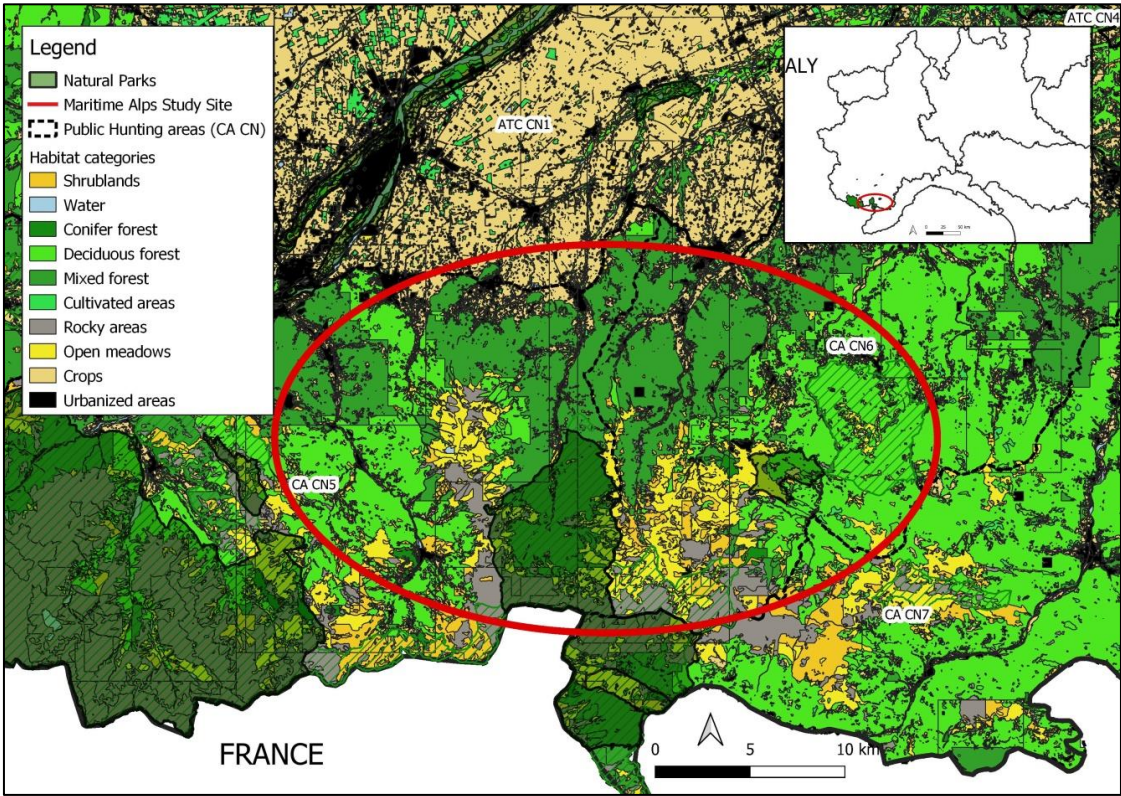 Legend
Natural Parks
Maritime Alps Study Site
Public Hunting areas (CA CN)
Habitat categories
Shrublands
Water
Conifer forest
Deciduous forest
Mixed forest
Cultivated areas
Rocky areas
Open meadows
Crops
Urbanized areas
ATC CN4
ITALY
ATC CN1
CA CN6
CA CN5
CA CN7
FRANCE
0 5 10 km